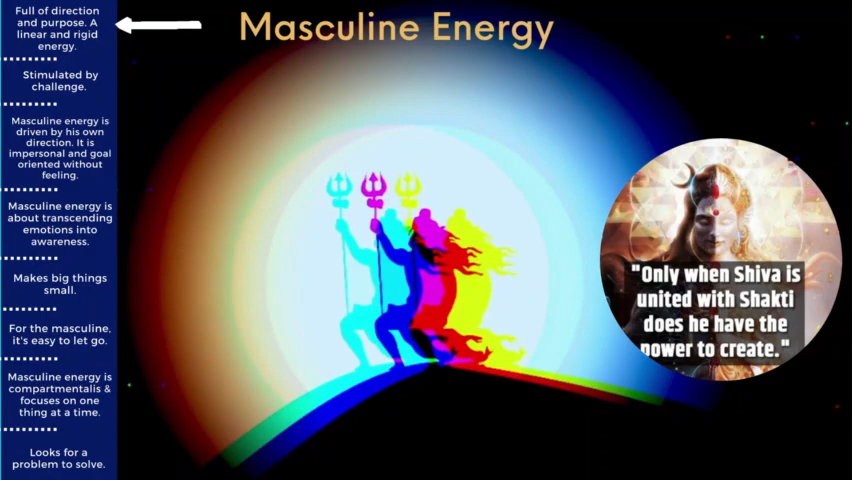 Masculine Energy
Full of direction
and purpose. A
linear and rigid
energy.
Stimulated by
challenge.
Masculine energy is
driven by his own
direction. It is
impersonal and goal
oriented without
feeling.
Masculine energy is
about transcending
emotions into
awareness.
Makes big things
small.
For the masculine,
it's easy to let go.
Masculine energy is
compartmentalis &
focuses on one
thing at a time.
Looks for a
problem to solve.
"Only when Shiva is
united with Shakti
does he have the
power to create."